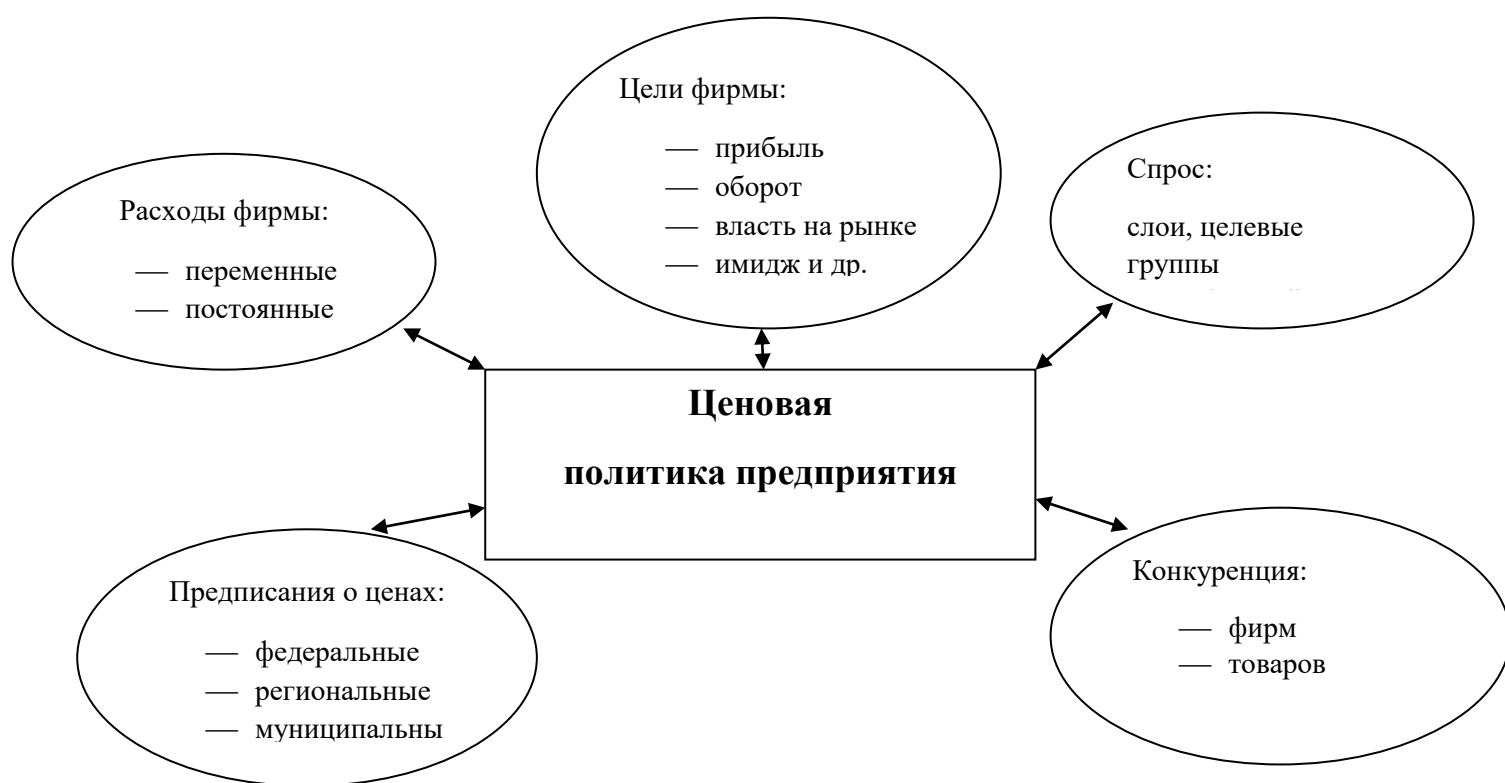 Цели фирмы:
— прибыль
— оборот
— власть на рынке
— имидж и др.
Спрос:
слои, целевые
группы
Расходы фирмы:
— переменные
— постоянные
Ценовая
политика предприятия
Предписания о ценах:
— федеральные
— региональные
— муниципальны
Конкуренция:
— фирм
— товаров